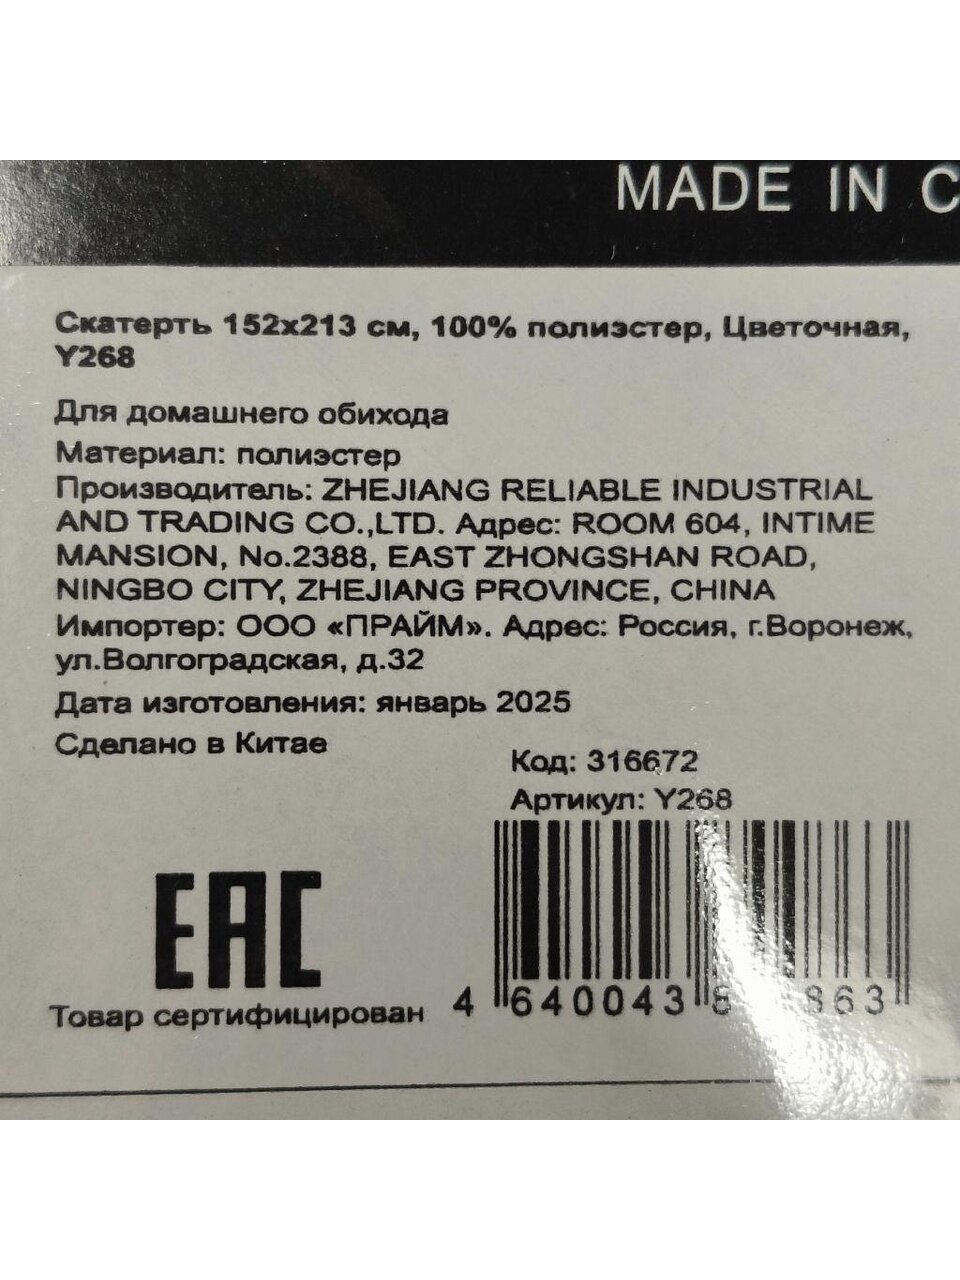 MADE IN C
Скатерть 152х213 см, 100% полиэстер, Цветочная,
Y268
Для домашнего обихода
Материал: полиэстер
Производитель: ZHEJIANG RELIABLE INDUSTRIAL
AND TRADING CO.,LTD. Адрес: ROOM 604, INTIME
MANSION, No.2388, EAST ZHONGSHAN ROAD,
NINGBO CITY, ZHEJIANG PROVINCE, CHINA
Импортер: ООО «ПРАЙМ». Адрес: Россия, г.Воронеж,
ул.Волгоградская, д.32
Дата изготовления: январь 2025
Сделано в Китае
Код: 316672
Артикул: Y268
EAC
Товар сертифицирован
4 640043